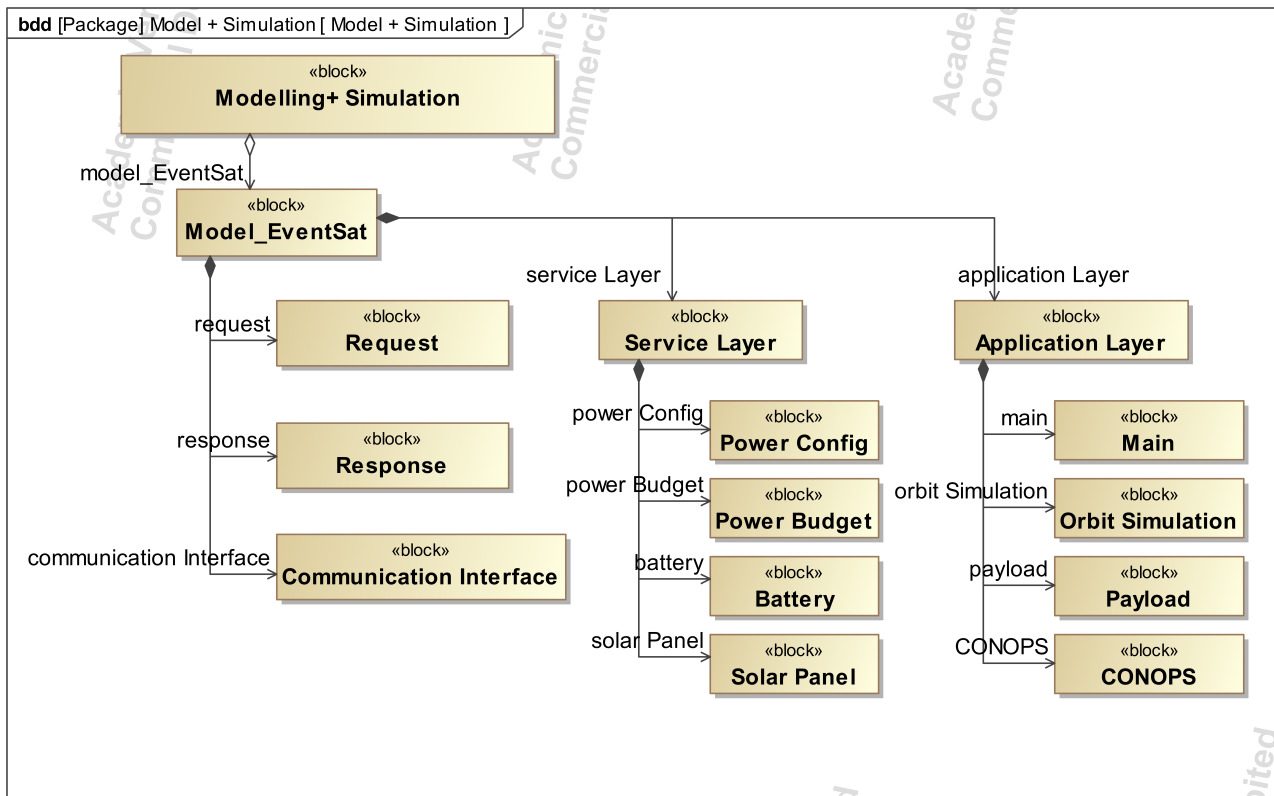 bdd [Package] Model + Simulation [ Model + Simulation ]
«block»
Modelling+ Simulation
model_EventSat
«block»
Model_EventSat
service Layer
application Layer
request
«block»
Request
response
«block»
Response
communication Interface
«block»
Communication Interface
«block»
Service Layer
power Config
«block»
Power Config
power Budget
«block»
Power Budget
battery
«block»
Battery
solar Panel
«block»
Solar Panel
«block»
Application Layer
main
«block»
Main
orbit Simulation
«block»
Orbit Simulation
payload
«block»
Payload
CONOPS
«block»
CONOPS